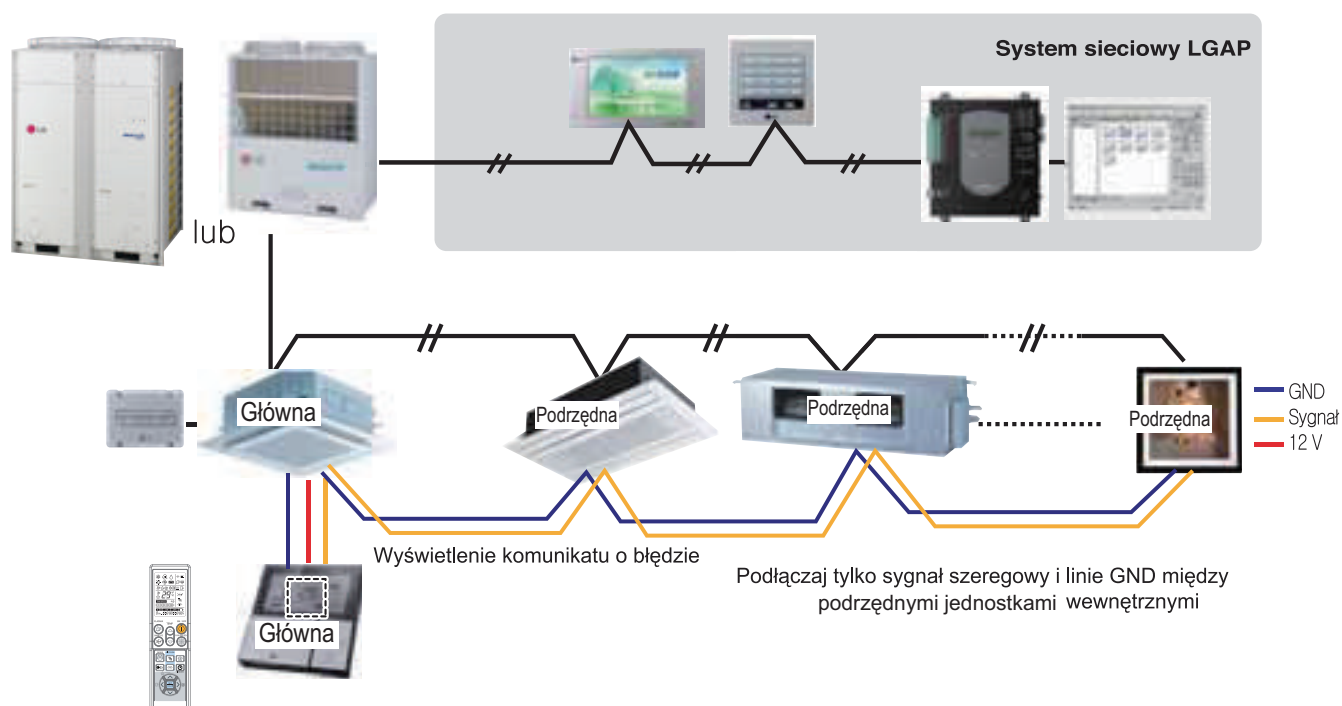 System sieciowy LGAP
lub
Główna
Podrzędna
Podrzędna
Podrzędna
GND
Sygnał
12 V
Wyświetlenie komunikatu o błędzie
Podłączaj tylko sygnał szeregowy i linie GND między
podrzędnymi jednostkami wewnętrznymi
Główna
LG